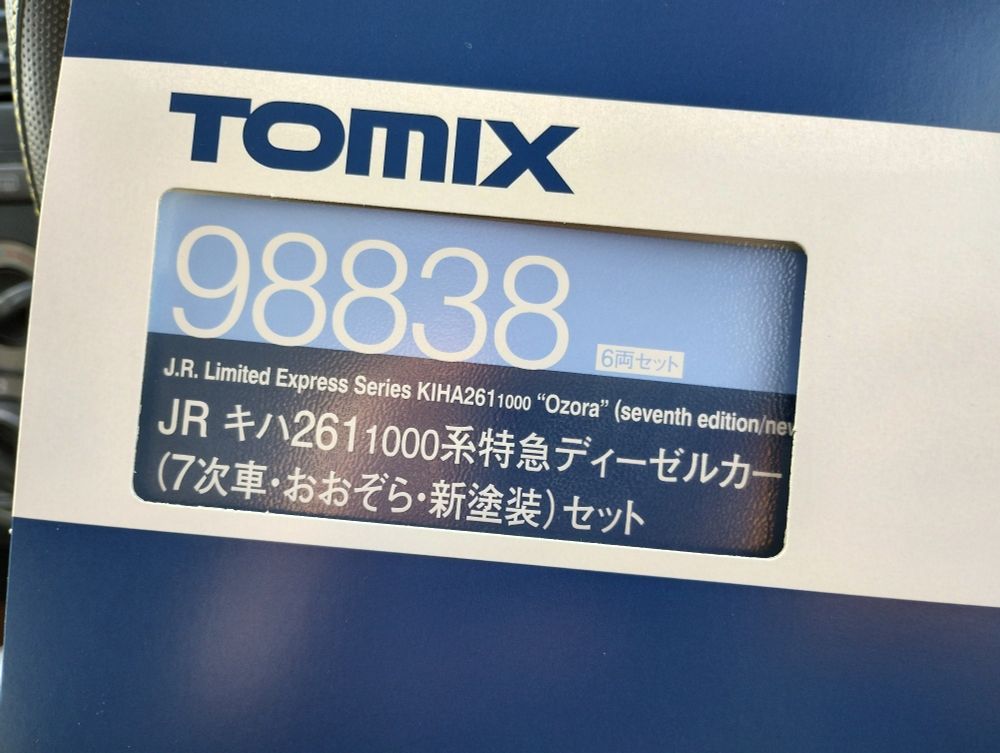 TOMIX
98838
6両セット
J.R. Limited Express Series KIHA261 1000 “Ozora” (seventh edition/new
JR キハ261 1000系特急ディーゼルカー
(7次車・おおぞら・新塗装)セット